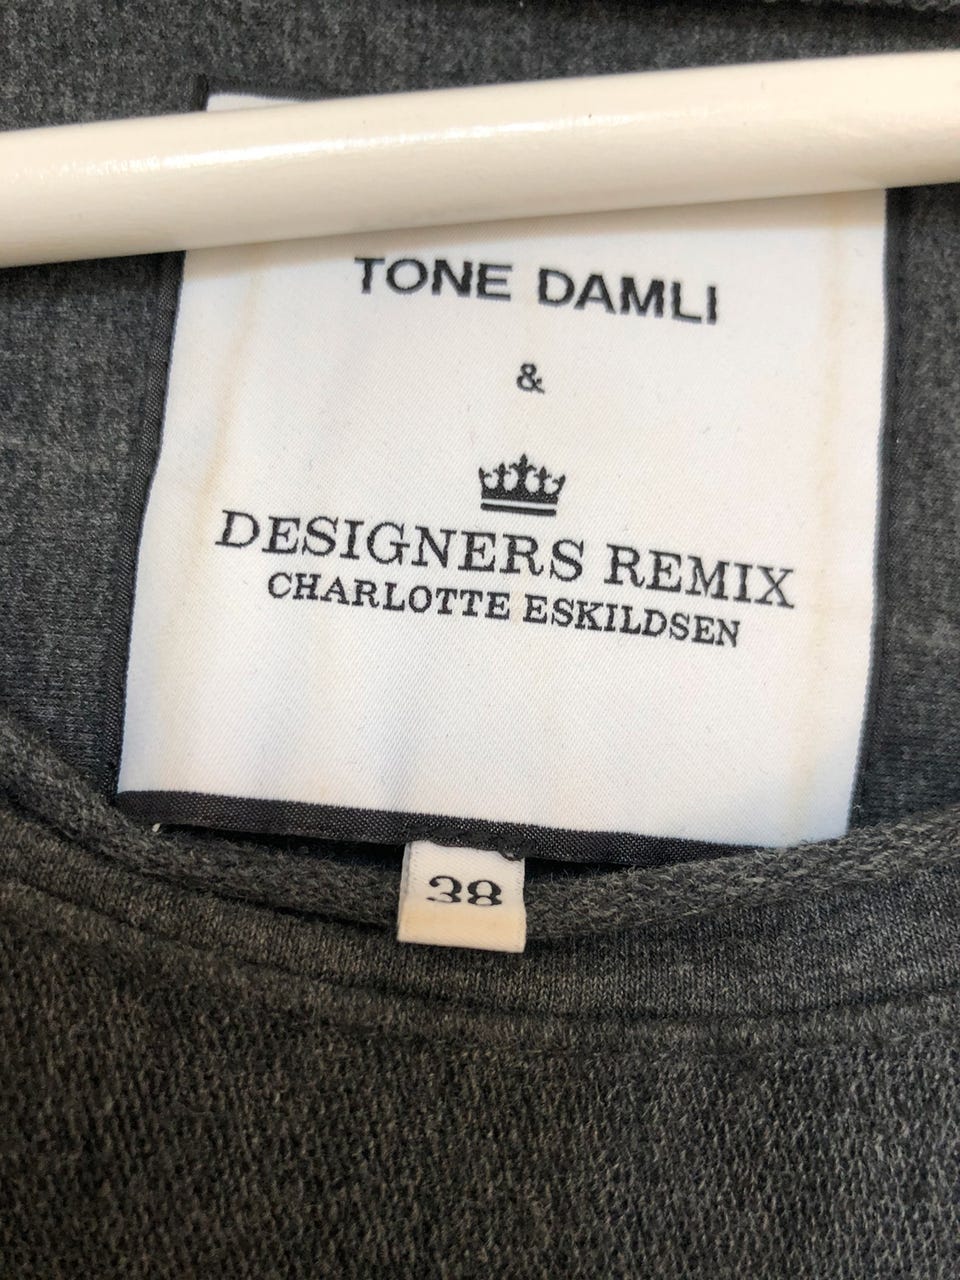 TONE DAMLI
&
DESIGNERS REMIX
CHARLOTTE ESKILDSEN
38